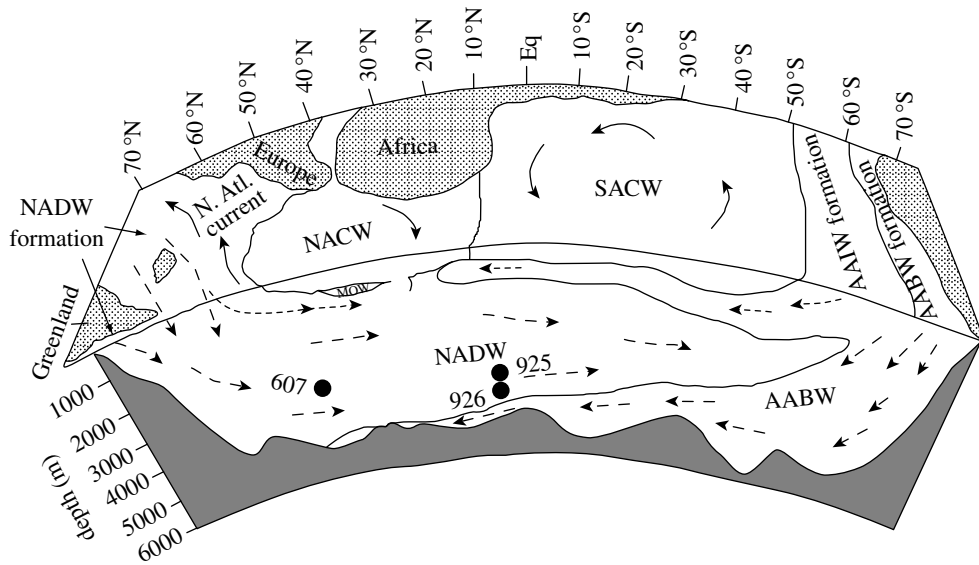 70 °N
60 °N
50 °N
40 °N
30 °N
20 °N
10 °N
Eq
10 °S
20 °S
30 °S
40 °S
50 °S
60 °S
70 °S
Europe
Africa
NADW
formation
N. Atl.
current
NACW
SACW
AAIW formation
AABW formation
Greenland
MOW
NADW
607
925
926
AABW
1000
2000
3000
4000
5000
6000
depth (m)